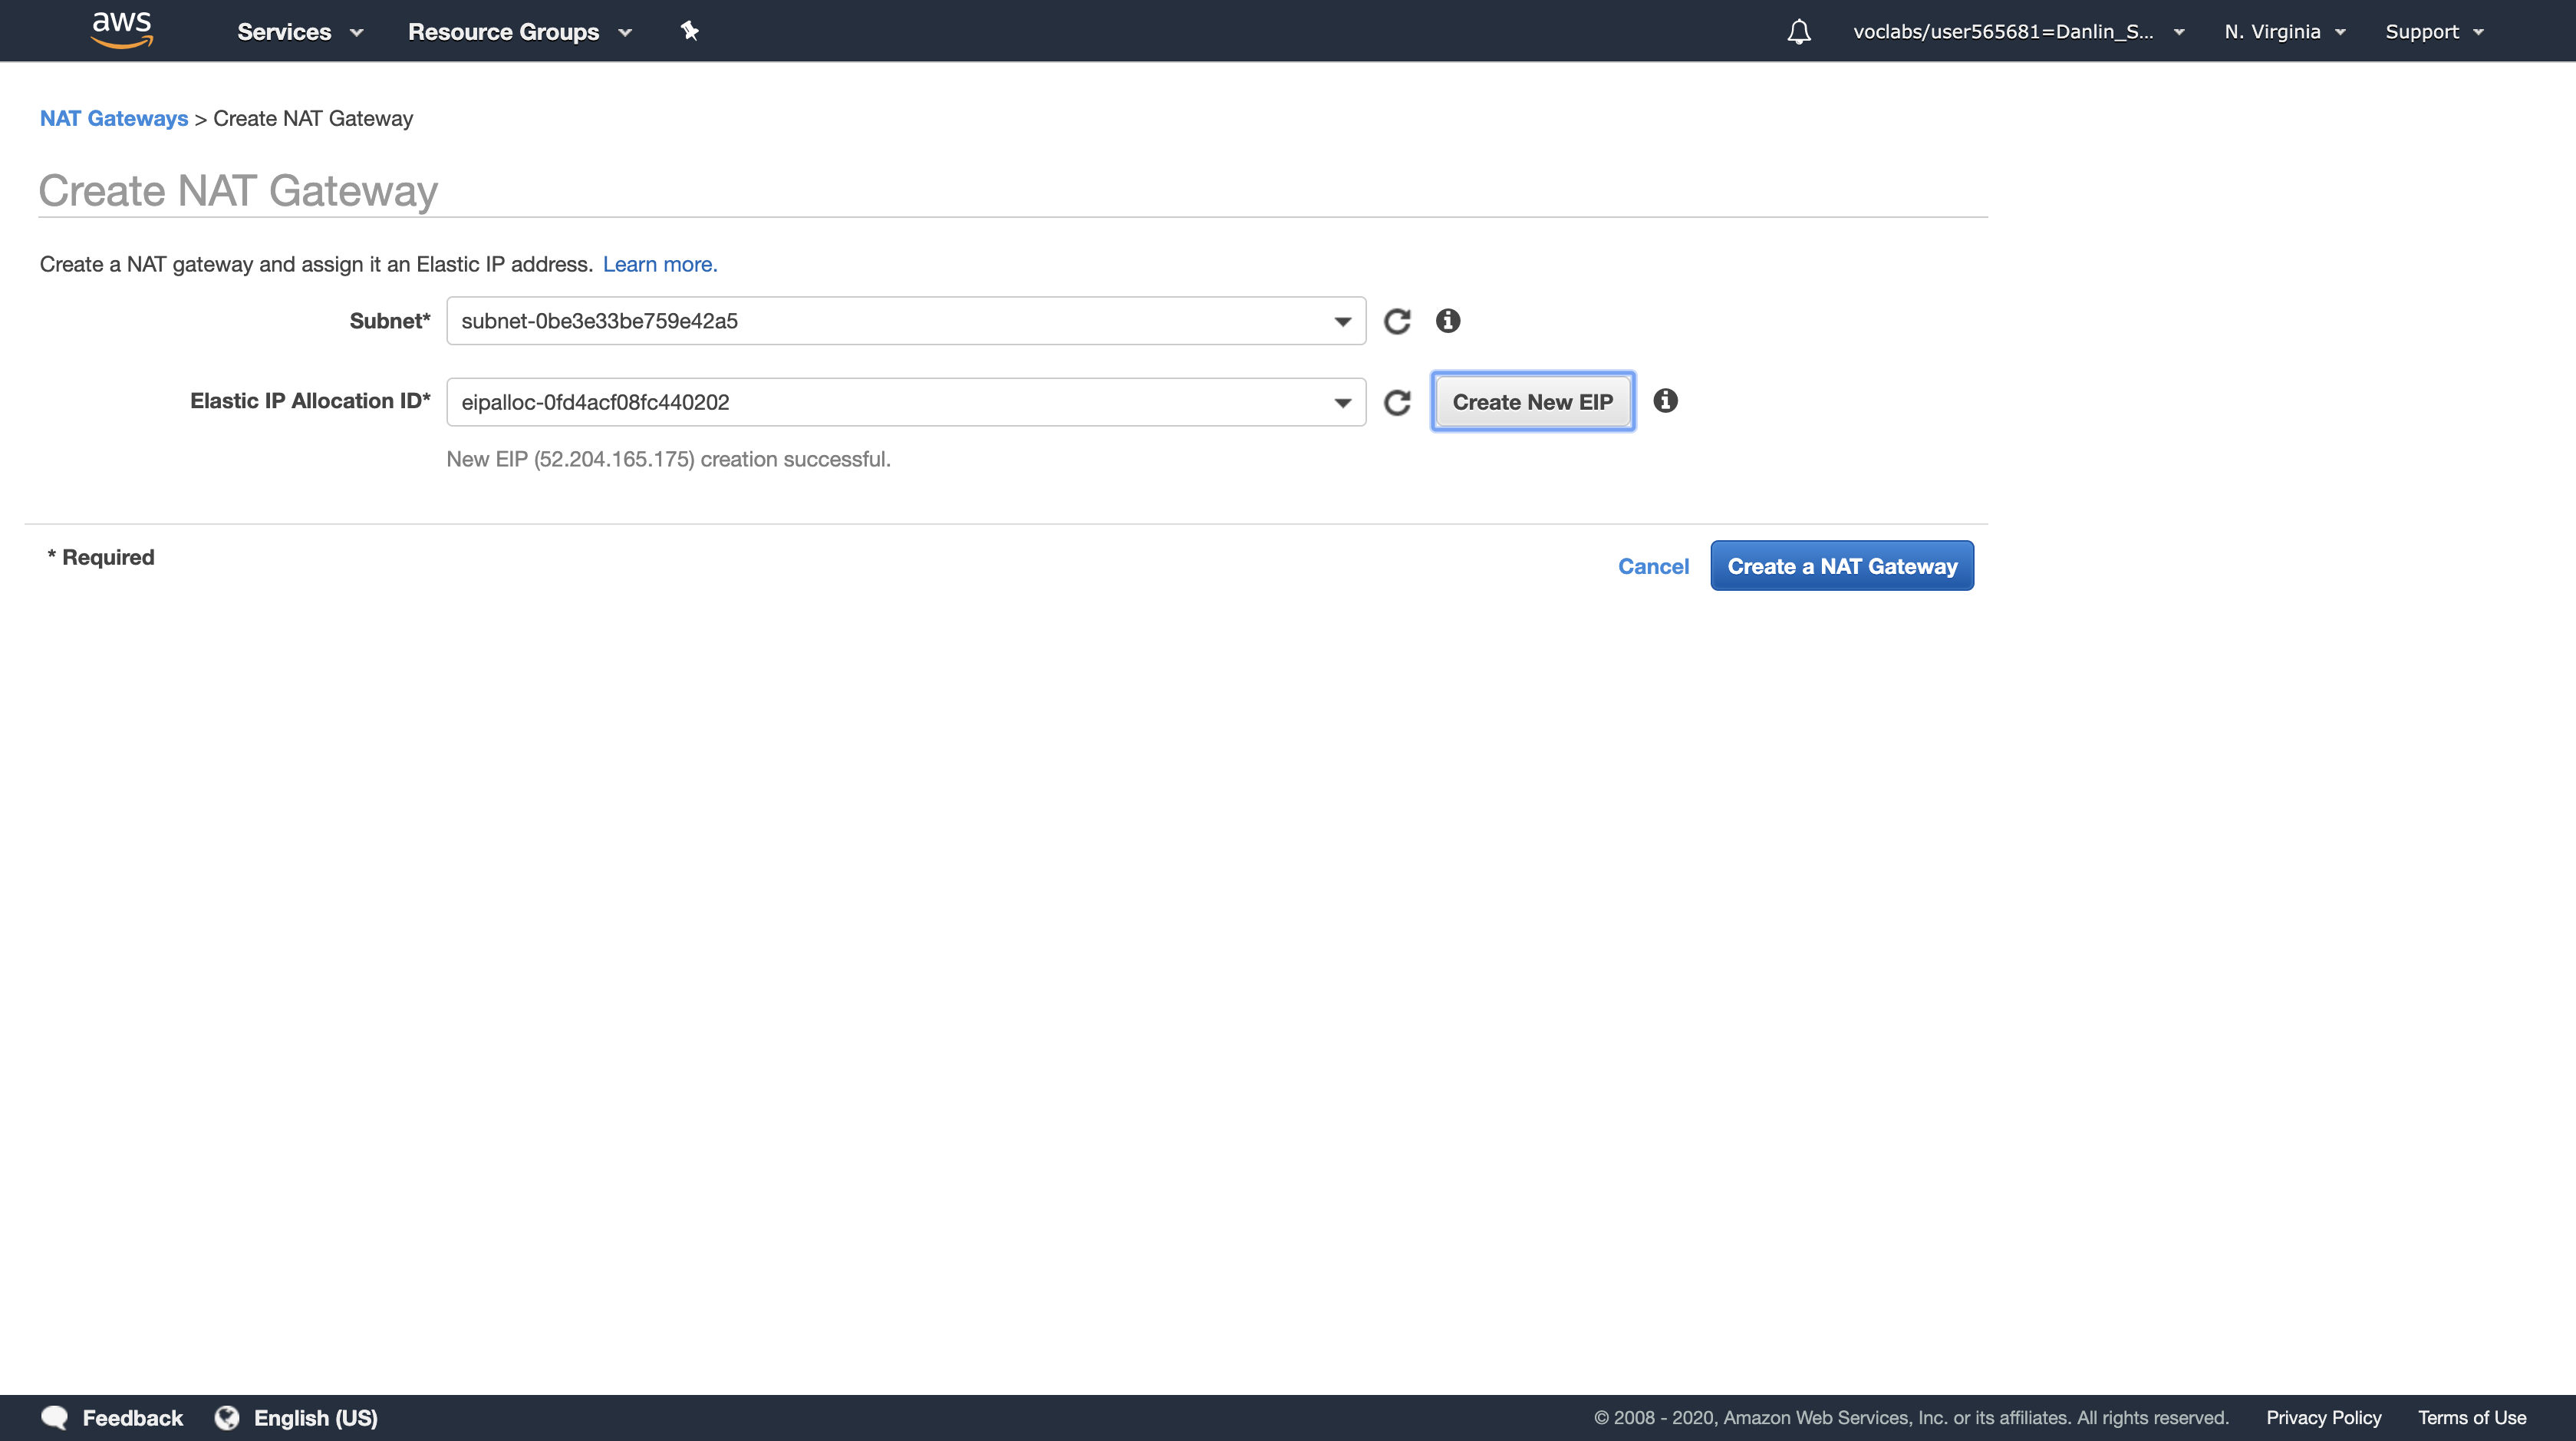 aws Services Resource Groups voclabs/user565681=Danlin_S... N. Virginia Support
NAT Gateways > Create NAT Gateway
Create NAT Gateway
Create a NAT gateway and assign it an Elastic IP address. Learn more.
Subnet* subnet-0be3e33be759e42a5
Elastic IP Allocation ID* eipalloc-0fd4acf08fc440202 Create New EIP
New EIP (52.204.165.175) creation successful.
* Required
Cancel Create a NAT Gateway
Feedback English (US) © 2008 - 2020, Amazon Web Services, Inc. or its affiliates. All rights reserved. Privacy Policy Terms of Use